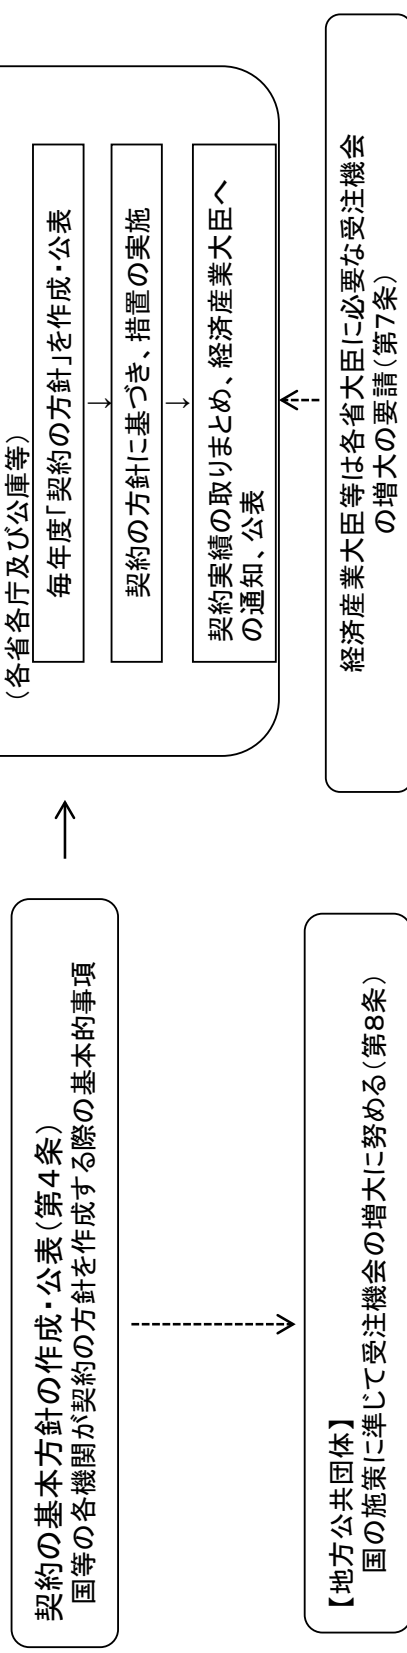 契約の基本方針の作成・公表(第4条)
国等の各機関が契約の方針を作成する際の基本的事項
→
(各省各庁及び公庫等)
毎年度「契約の方針」を作成・公表
↓
契約の方針に基づき、措置の実施
↓
契約実績の取りまとめ、経済産業大臣へ
の通知、公表
【地方公共団体】
国の施策に準じて受注機会の増大に努める(第8条)
経済産業大臣等は各省大臣に必要な受注機会
の増大の要請(第7条)